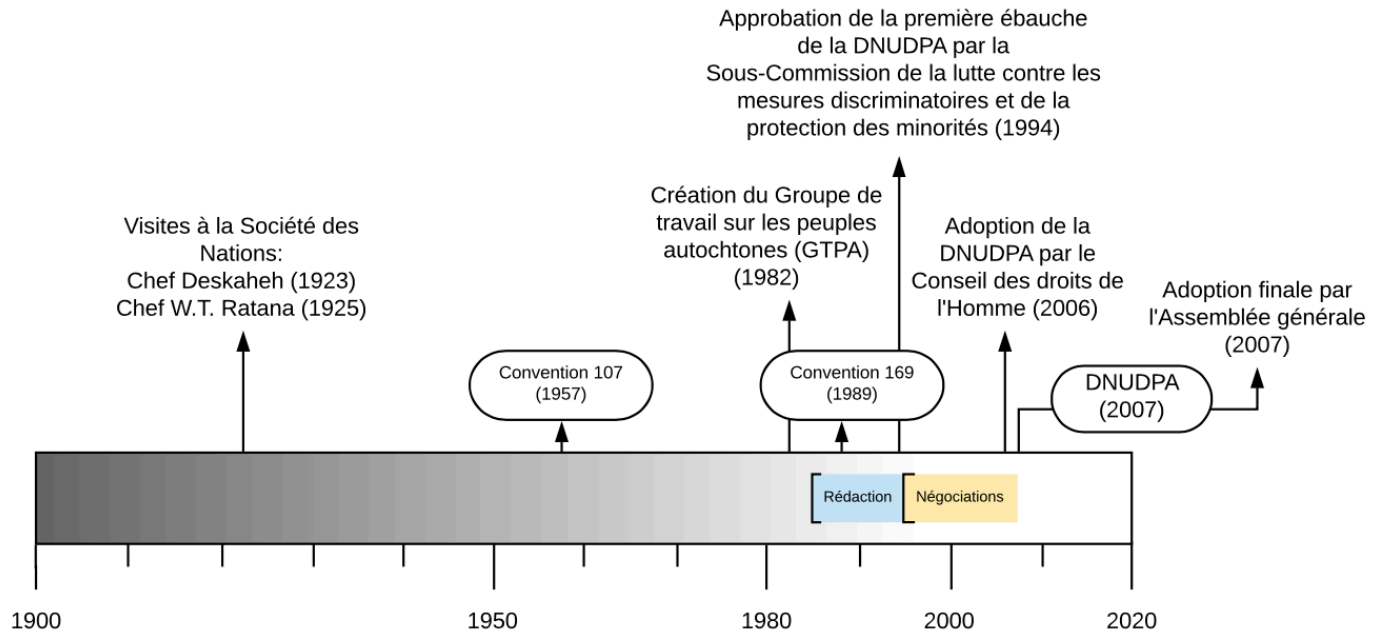 Approbation de la première ébauche
de la DNUDPA par la
Sous-Commission de la lutte contre les
mesures discriminatoires et de la
protection des minorités (1994)
Création du Groupe de
travail sur les peuples
autochtones (GTPA)
(1982)
Visites à la Société des
Nations:
Chef Deskaheh (1923)
Chef W.T. Ratana (1925)
Adoption de la
DNUDPA par le
Conseil des droits de
l'Homme (2006)
Adoption finale par
l'Assemblée générale
(2007)
Convention 107
(1957)
Convention 169
(1989)
DNUDPA
(2007)
Rédaction
Négociations
1900
1950
1980
2000
2020